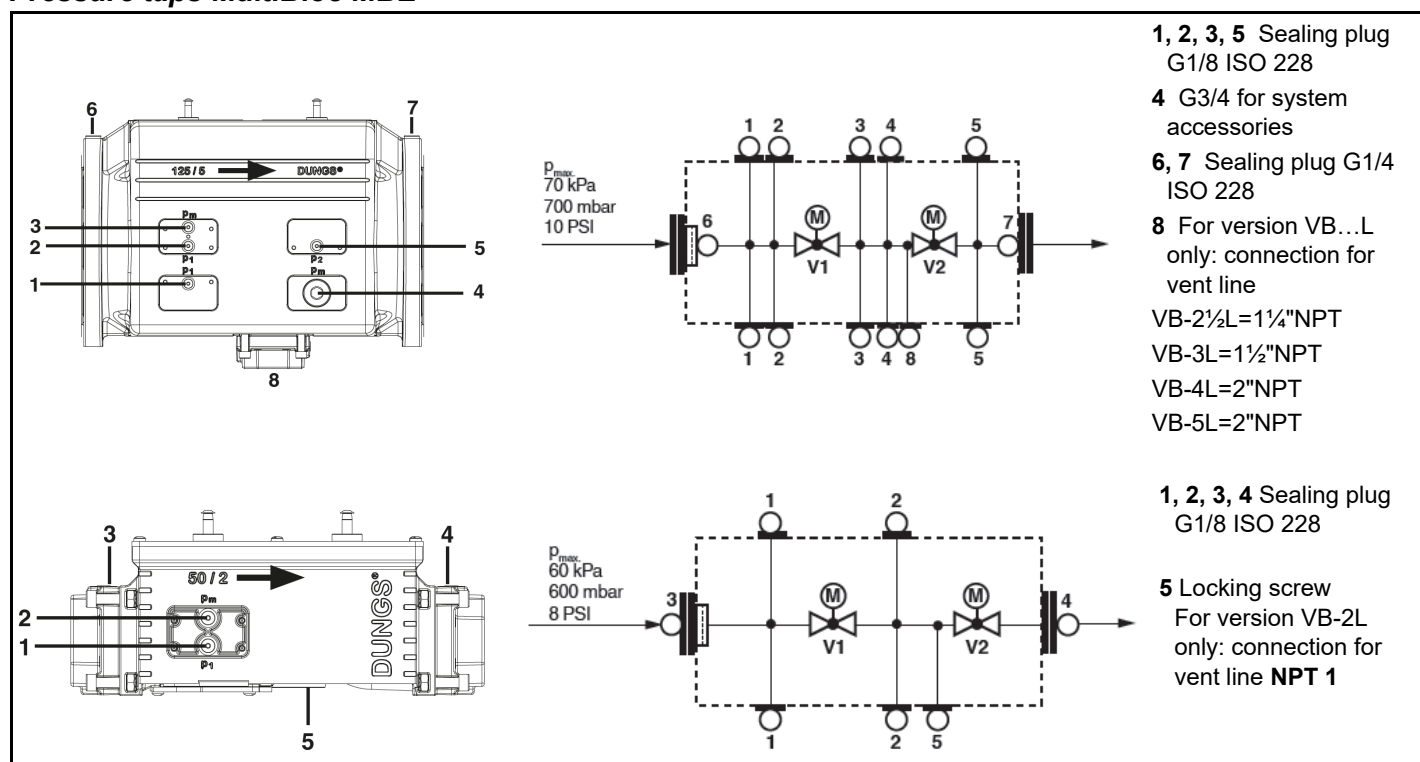 Pressure taps MultiBloc MBE
6
7
125 / 5
DUNGS®
Pm
3
2
P1
P1
1
P2
Pm
5
4
8
1 2 3 4 5
pmax.
70 kPa
700 mbar
10 PSI
6
M
V1
M
V2
7
1 2 3 4 8 5
1, 2, 3, 5 Sealing plug
G1/8 ISO 228
4 G3/4 for system
accessories
6, 7 Sealing plug G1/4
ISO 228
8 For version VB…L
only: connection for
vent line
VB-2½L=1¼"NPT
VB-3L=1½"NPT
VB-4L=2"NPT
VB-5L=2"NPT
3
4
50 / 2
DUNGS®
Pm
2
1
P1
5
1 2
pmax.
60 kPa
600 mbar
8 PSI
3
M
V1
M
V2
4
1 2 5
1, 2, 3, 4 Sealing plug
G1/8 ISO 228
5 Locking screw
For version VB-2L
only: connection for
vent line NPT 1